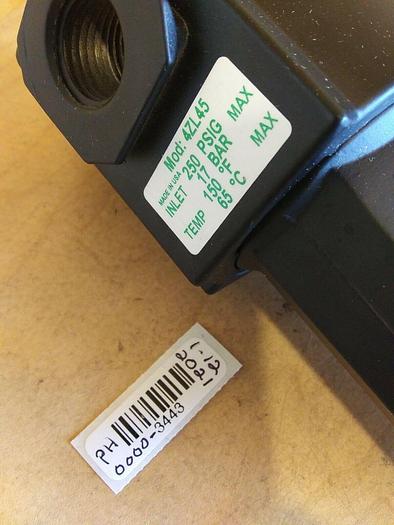 Mod: 4ZL45
MADE IN USA
INLET 250 PSIG MAX
17 BAR
TEMP 150 °F MAX
65 °C
PH
0000-3443